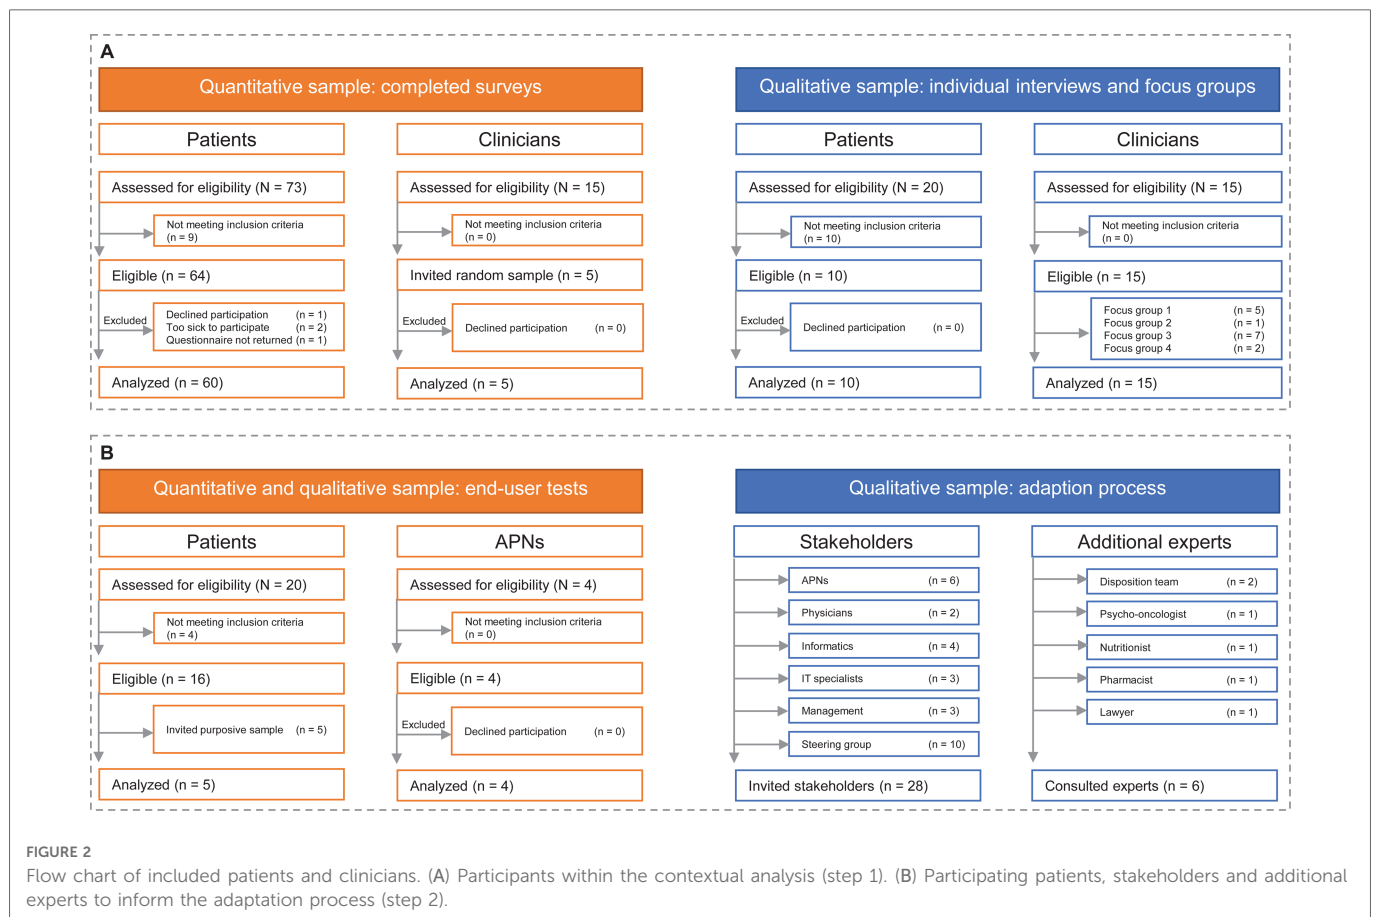 A
Quantitative sample: completed surveys
Patients
Assessed for eligibility (N = 73)
Not meeting inclusion criteria
(n = 9)
Eligible (n = 64)
Excluded
Declined participation (n = 1)
Too sick to participate (n = 2)
Questionnaire not returned (n = 1)
Analyzed (n = 60)
Clinicians
Assessed for eligibility (N = 15)
Not meeting inclusion criteria
(n = 0)
Invited random sample (n = 5)
Excluded
Declined participation (n = 0)
Analyzed (n = 5)
Qualitative sample: individual interviews and focus groups
Patients
Assessed for eligibility (N = 20)
Not meeting inclusion criteria
(n = 10)
Eligible (n = 10)
Excluded
Declined participation (n = 0)
Analyzed (n = 10)
Clinicians
Assessed for eligibility (N = 15)
Not meeting inclusion criteria
(n = 0)
Eligible (n = 15)
Focus group 1 (n = 5)
Focus group 2 (n = 1)
Focus group 3 (n = 7)
Focus group 4 (n = 2)
Analyzed (n = 15)
B
Quantitative and qualitative sample: end-user tests
Patients
Assessed for eligibility (N = 20)
Not meeting inclusion criteria
(n = 4)
Eligible (n = 16)
Invited purposive sample (n = 5)
Analyzed (n = 5)
APNs
Assessed for eligibility (N = 4)
Not meeting inclusion criteria
(n = 0)
Eligible (n = 4)
Excluded
Declined participation (n = 0)
Analyzed (n = 4)
Qualitative sample: adaption process
Stakeholders
APNs (n = 6)
Physicians (n = 2)
Informatics (n = 4)
IT specialists (n = 3)
Management (n = 3)
Steering group (n = 10)
Invited stakeholders (n = 28)
Additional experts
Disposition team (n = 2)
Psycho-oncologist (n = 1)
Nutritionist (n = 1)
Pharmacist (n = 1)
Lawyer (n = 1)
Consulted experts (n = 6)
FIGURE 2
Flow chart of included patients and clinicians. (A) Participants within the contextual analysis (step 1). (B) Participating patients, stakeholders and additional
experts to inform the adaptation process (step 2).